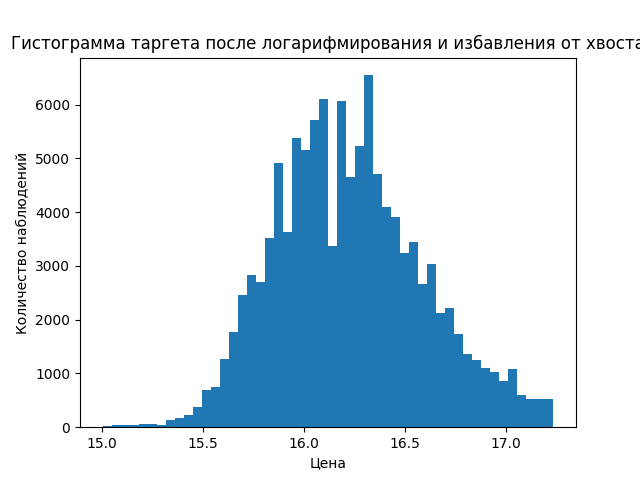 Гистограмма таргета после логарифмирования и избавления от хвоста
Количество наблюдений
6000
5000
4000
3000
2000
1000
0
15.0 15.5 16.0 16.5 17.0
Цена